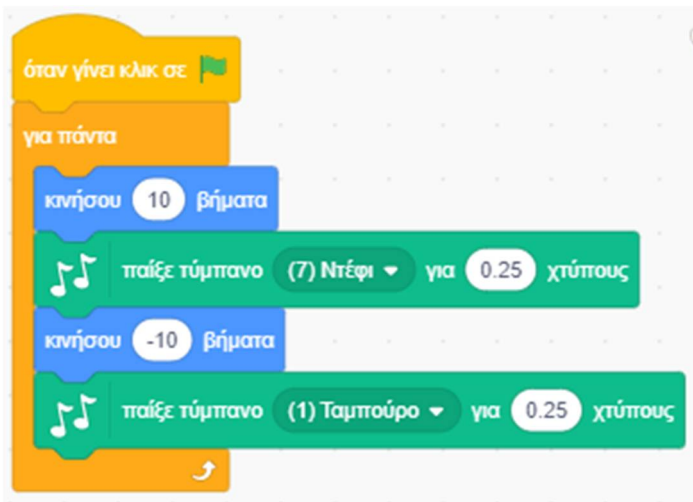 όταν γίνει κλικ σε
για πάντα
κινήσου 10 βήματα
παίξε τύμπανο (7) Ντέφι για 0.25 χτύπους
κινήσου -10 βήματα
παίξε τύμπανο (1) Ταμπούρο για 0.25 χτύπους